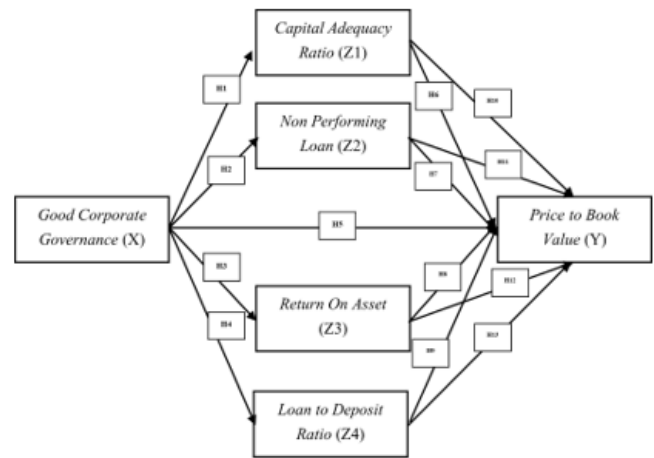 Capital Adequacy
Ratio (Z1)
H1
H6
H10
Non Performing
Loan (Z2)
H2
H7
H11
Good Corporate
Governance (X)
H5
Price to Book
Value (Y)
H3
H8
H12
Return On Asset
(Z3)
H4
H9
H13
Loan to Deposit
Ratio (Z4)